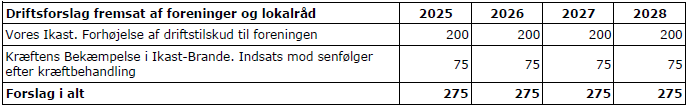 Driftsforslag fremsat af foreninger og lokalråd 2025 2026 2027 2028
Vores Ikast. Forhøjelse af driftstilskud til foreningen 200 200 200 200
Kræftens Bekæmpelse i Ikast-Brande. Indsats mod senfølger
efter kræftbehandling 75 75 75 75
Forslag i alt 275 275 275 275